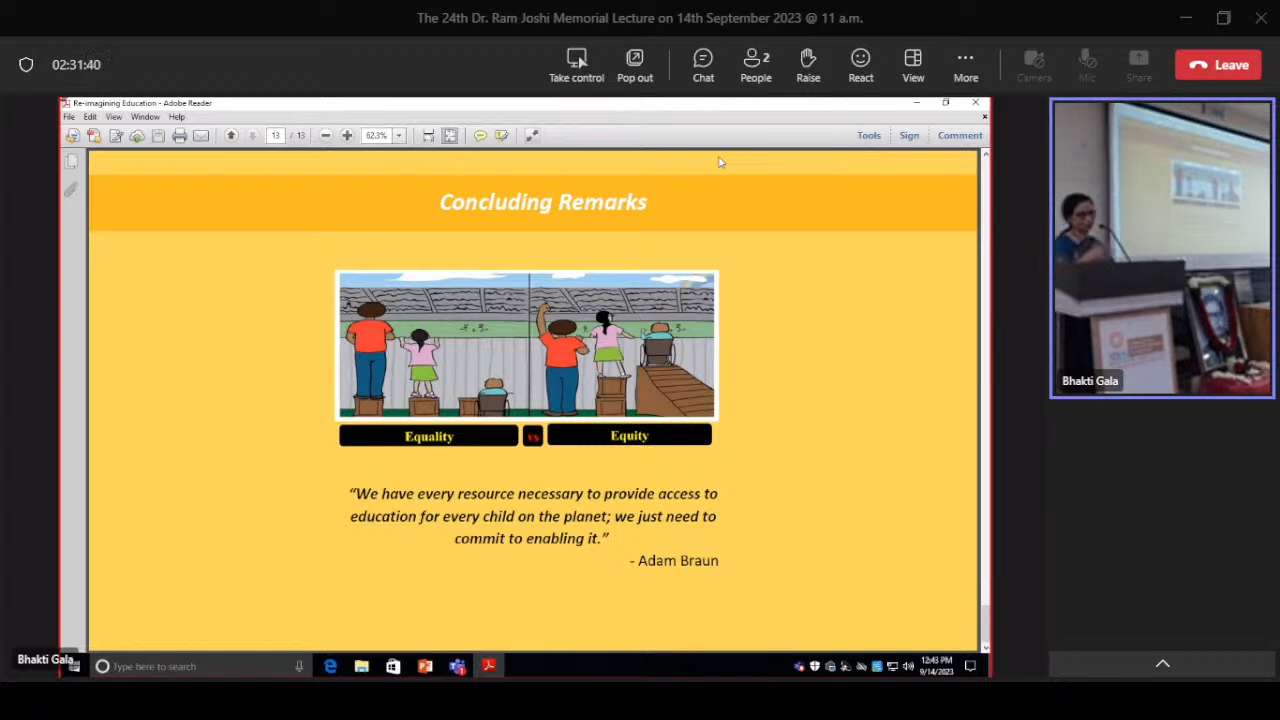 The 24th Dr. Ram Joshi Memorial Lecture on 14th September 2023 @ 11 a.m.
02:31:40
Take control
Pop out
Chat
2
People
Raise
React
View
More
Camera
Mic
Share
Leave
Re-imagining Education - Adobe Reader
File Edit View Window Help
13 / 13
62.3%
Tools Sign Comment
Concluding Remarks
Equality vs Equity
“We have every resource necessary to provide access to
education for every child on the planet; we just need to
commit to enabling it.”
- Adam Braun
Bhakti Gala
Bhakti Gala
Type here to search
12:43 PM
9/14/2023